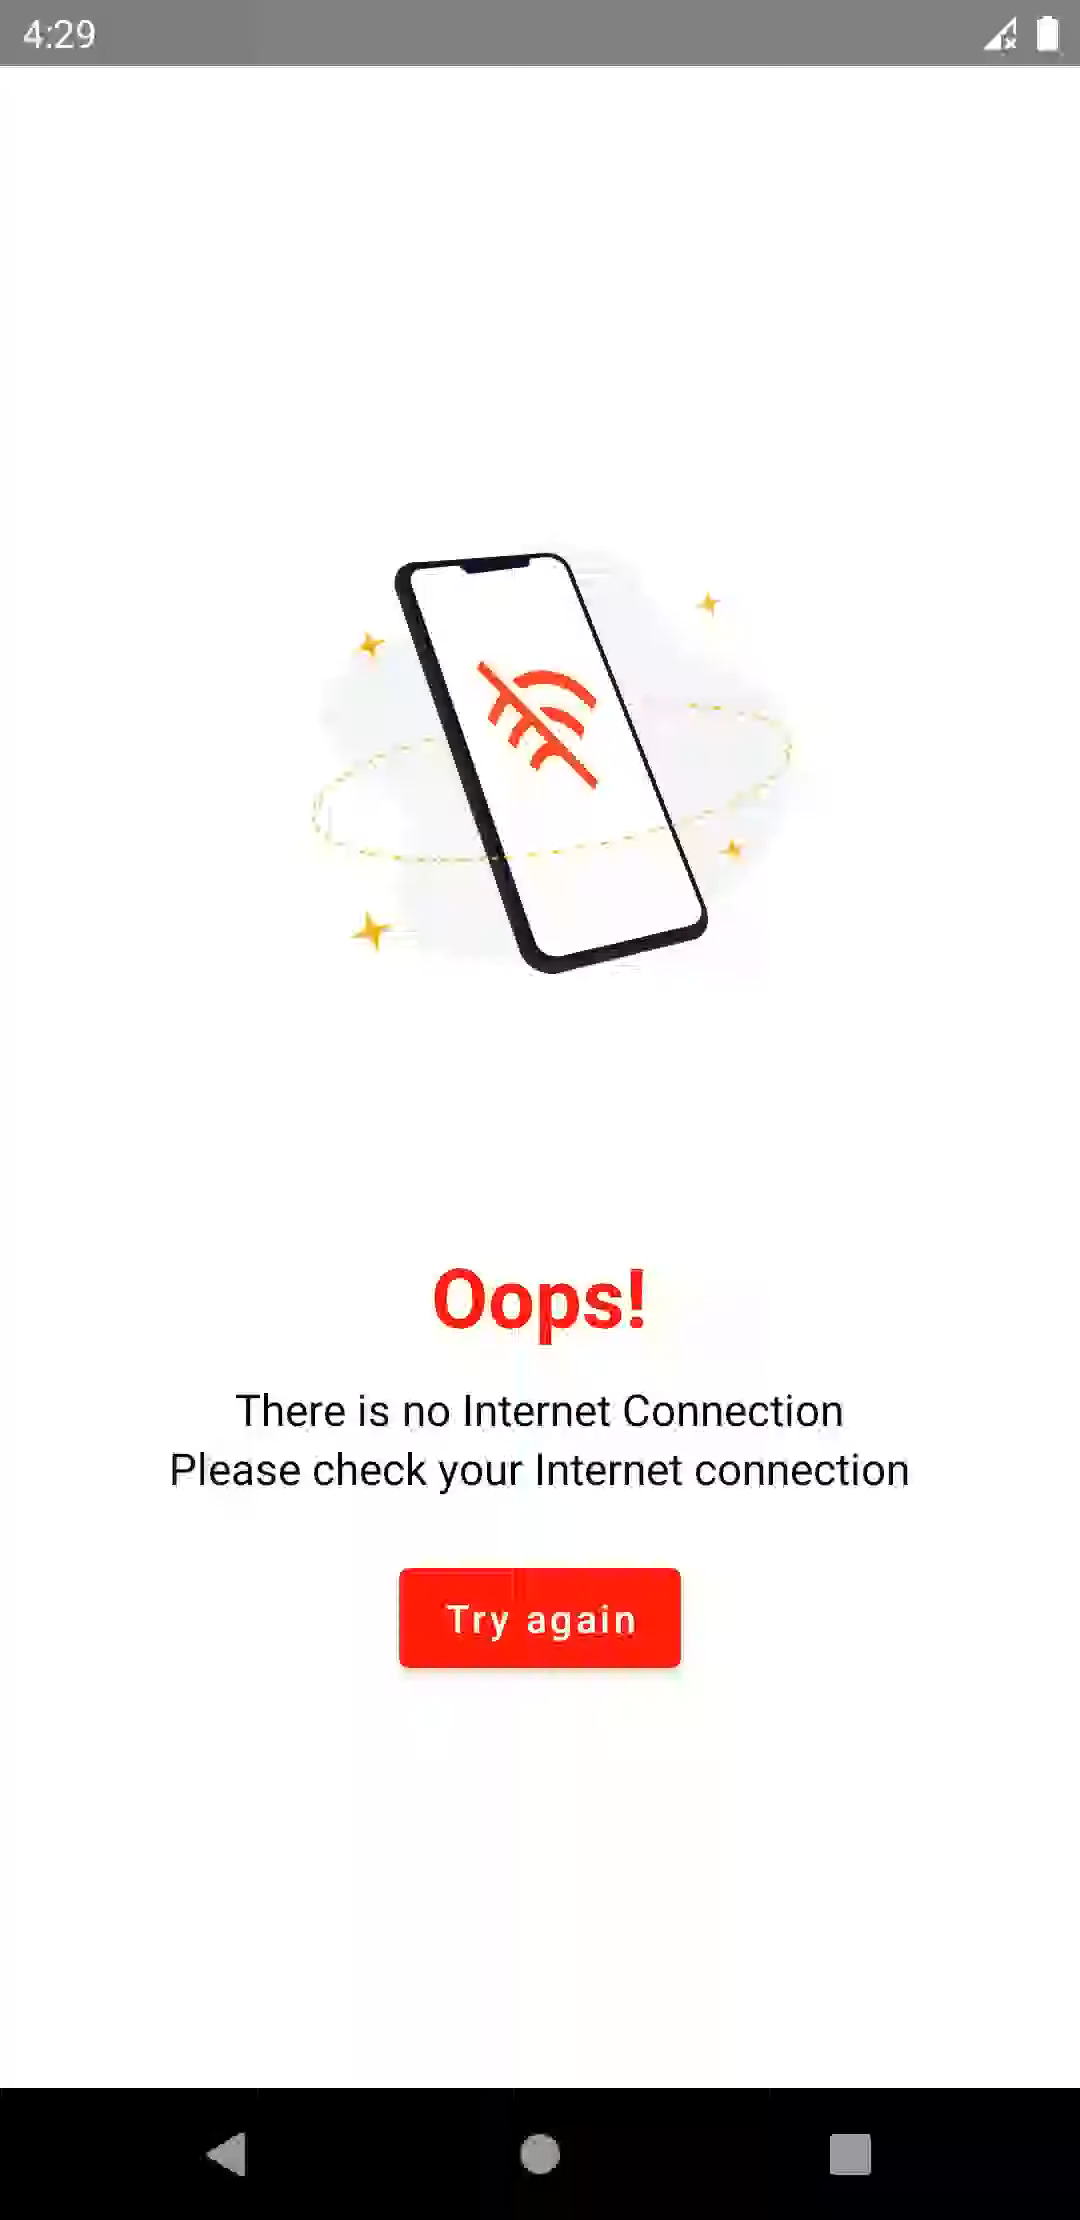 4:29
Oops!
There is no Internet Connection
Please check your Internet connection
Try again